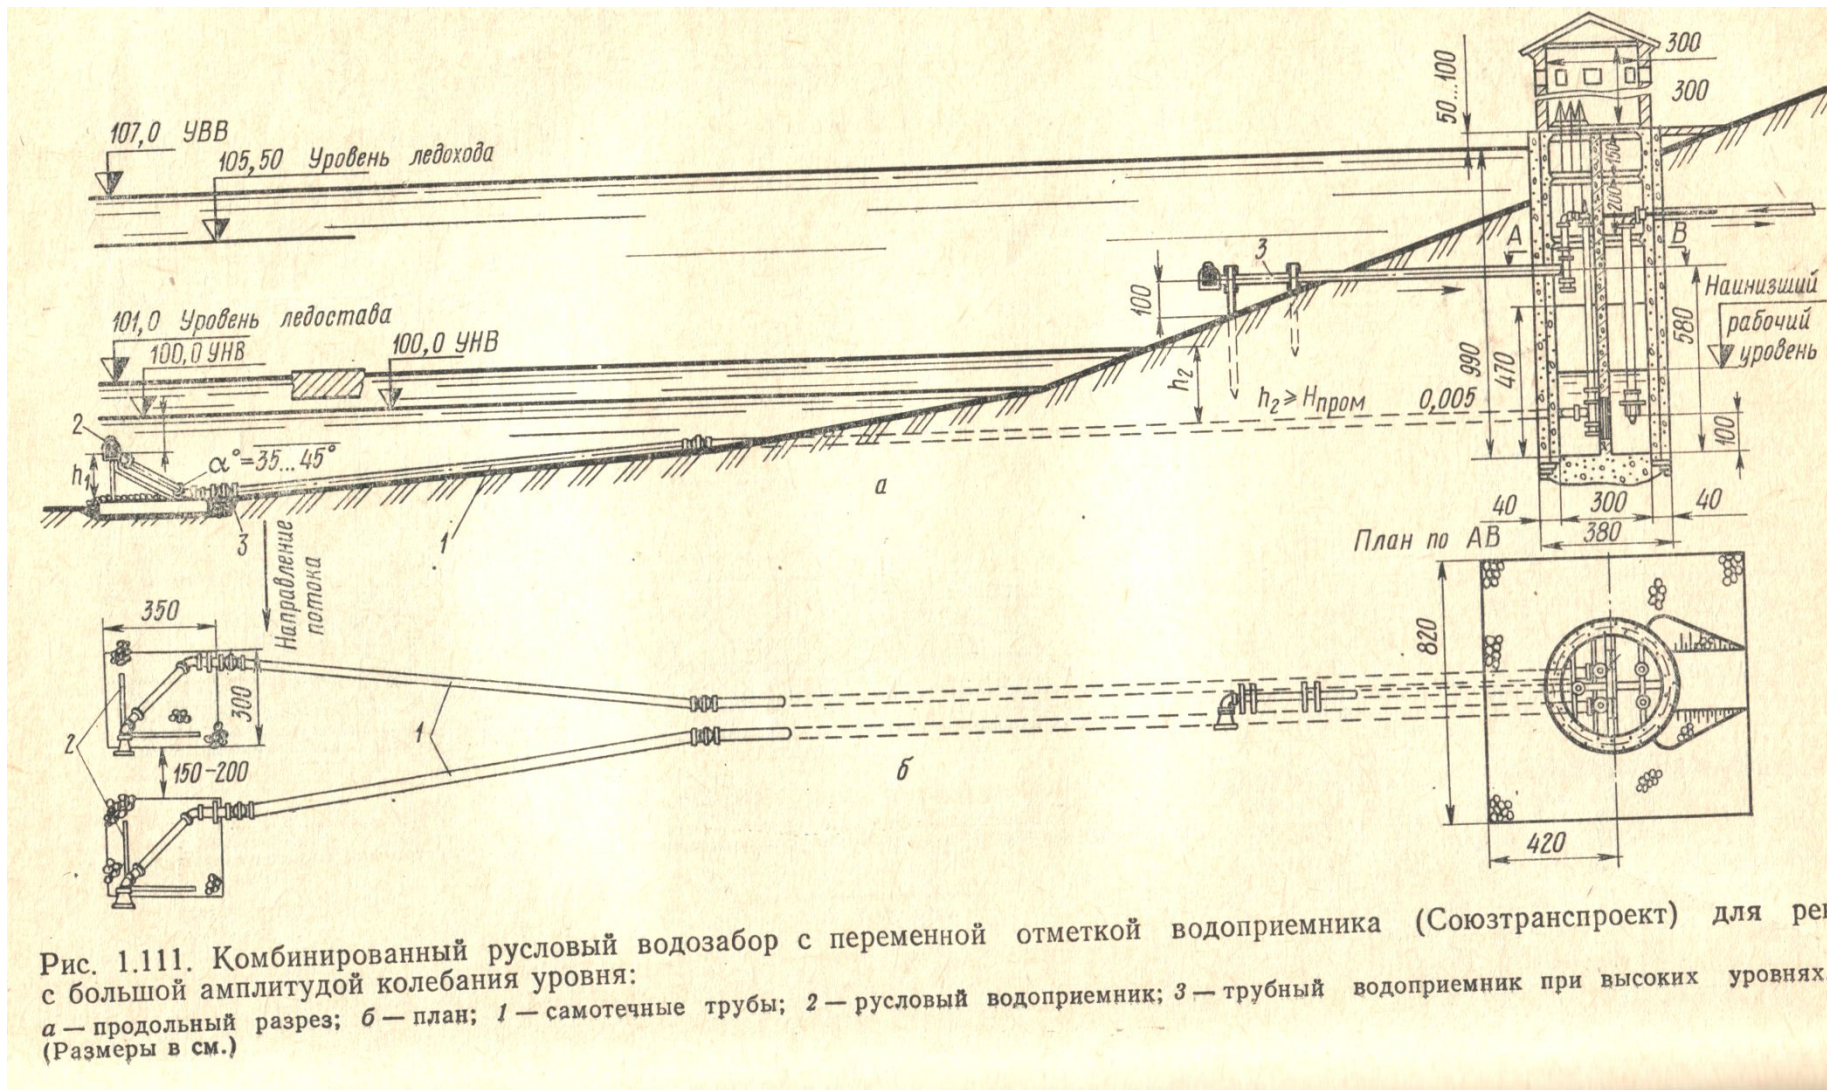 300
50...100
300
107,0 УВВ
105,50 Уровень ледохода
200-150
А
В
3
100
Наинизший
рабочий
уровень
101,0 Уровень ледостава
100,0 УНВ
100,0 УНВ
990
470
580
h₂
h₂ ≥ Нпром
0,005
2
α°=35...45°
h₁
100
а
3
1
40
300
40
380
План по АВ
Направление
потока
350
300
820
1
2
150-200
б
420
Рис. 1.111. Комбинированный русловый водозабор с переменной отметкой водоприемника (Союзтранспроект) для рек
с большой амплитудой колебания уровня:
а — продольный разрез; б — план; 1 — самотечные трубы; 2 — русловый водоприемник; 3 — трубный водоприемник при высоких уровнях.
(Размеры в см.)